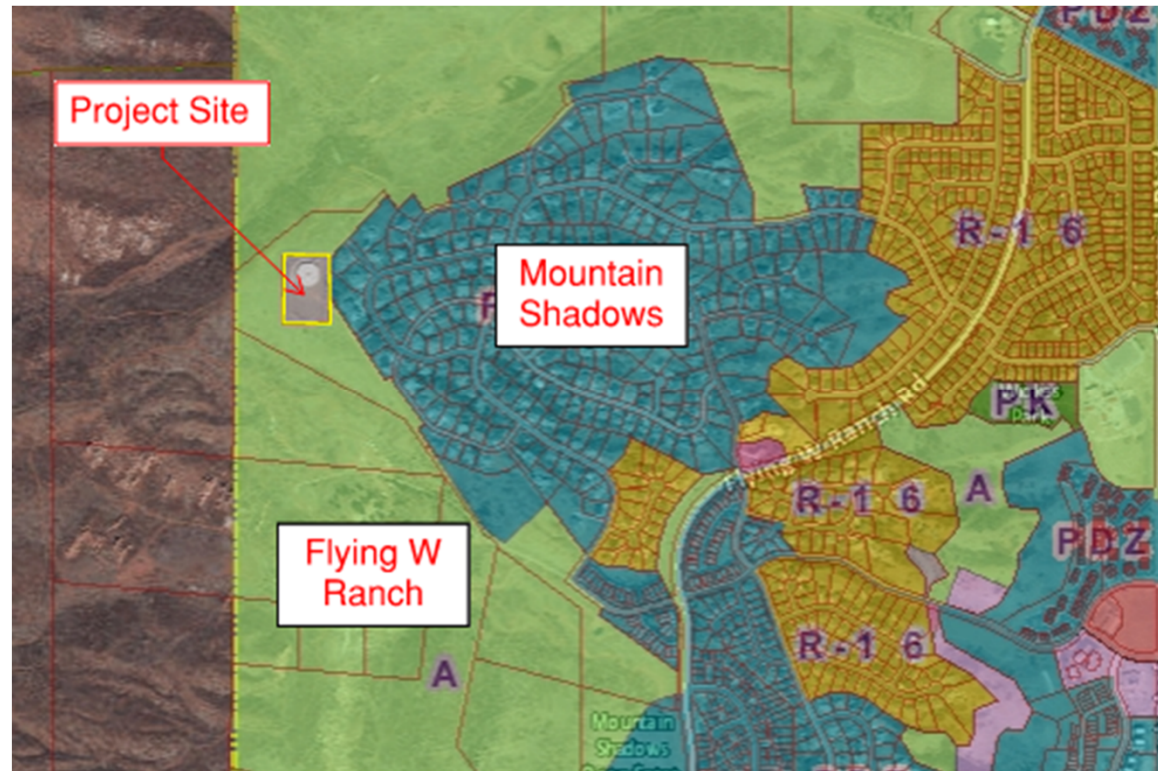 PDZ
Project Site
R-1 6
Mountain
Shadows
P
Flying W Ranch Rd
PK
Park
R-1 6
A
PDZ
Flying W
Ranch
R-1 6
A
Mountain
Shadows